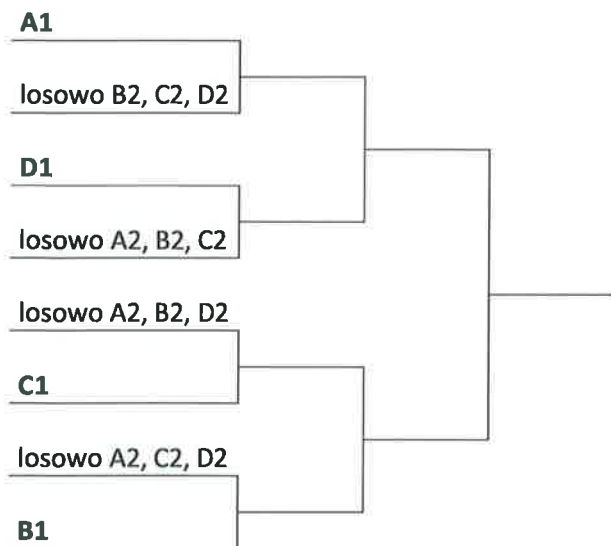 A1
losowo B2, C2, D2
D1
losowo A2, B2, C2
losowo A2, B2, D2
C1
losowo A2, C2, D2
B1